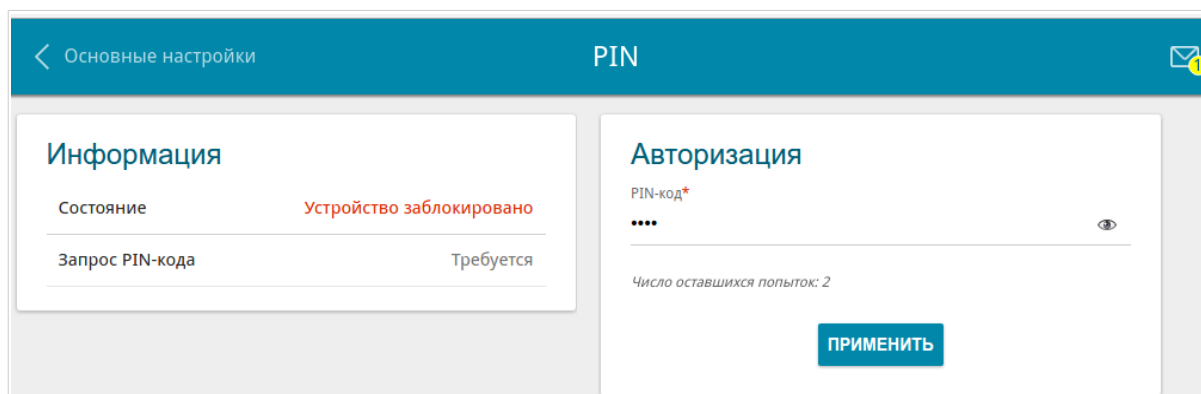 Основные настройки
PIN
1
Информация
Состояние
Устройство заблокировано
Запрос PIN-кода
Требуется
Авторизация
PIN-код*
••••
Число оставшихся попыток: 2
ПРИМЕНИТЬ